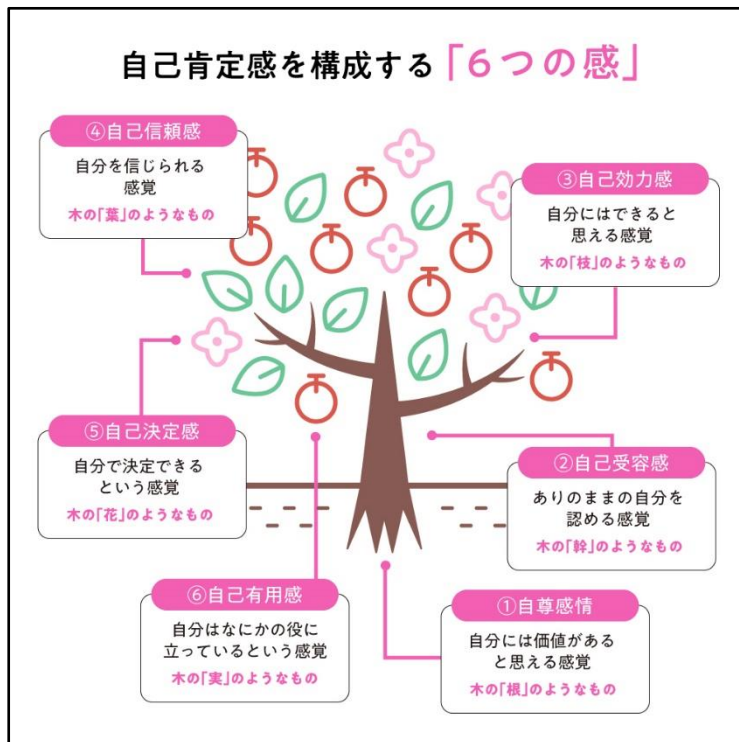 自己肯定感を構成する「6つの感」
④自己信頼感
自分を信じられる
感覚
木の「葉」のようなもの
③自己効力感
自分にはできると
思える感覚
木の「枝」のようなもの
⑤自己決定感
自分で決定できる
という感覚
木の「花」のようなもの
②自己受容感
ありのままの自分を
認める感覚
木の「幹」のようなもの
⑥自己有用感
自分はなにかの役に
立っているという感覚
木の「実」のようなもの
①自尊感情
自分には価値がある
と思える感覚
木の「根」のようなもの